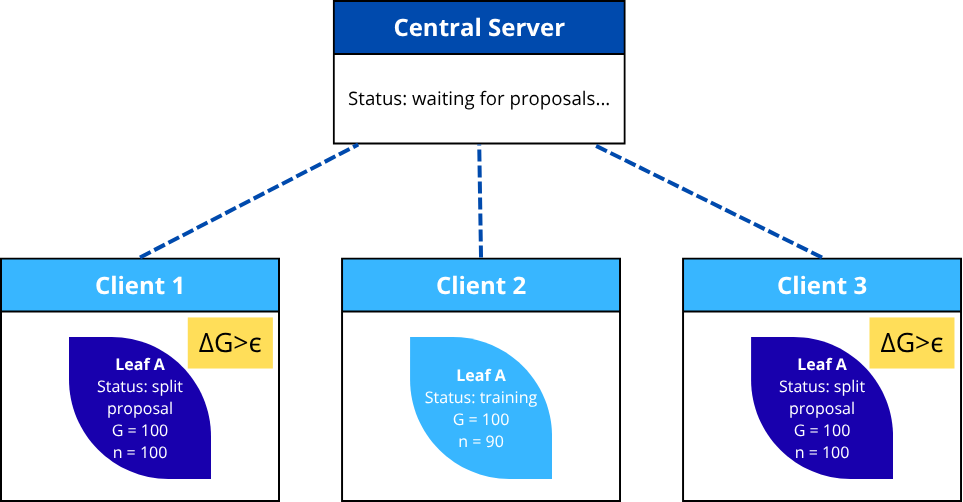 Central Server
Status: waiting for proposals...
Client 1
ΔG>ϵ
Leaf A
Status: split
proposal
G = 100
n = 100
Client 2
Leaf A
Status: training
G = 100
n = 90
Client 3
ΔG>ϵ
Leaf A
Status: split
proposal
G = 100
n = 100